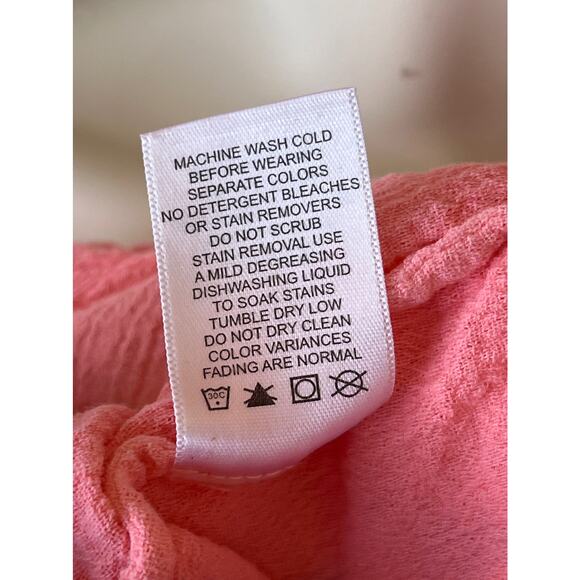 MACHINE WASH COLD
BEFORE WEARING
SEPARATE COLORS
NO DETERGENT BLEACHES
OR STAIN REMOVERS
DO NOT SCRUB
STAIN REMOVAL USE
A MILD DEGREASING
DISHWASHING LIQUID
TO SOAK STAINS
TUMBLE DRY LOW
DO NOT DRY CLEAN
COLOR VARIANCES
FADING ARE NORMAL
30C